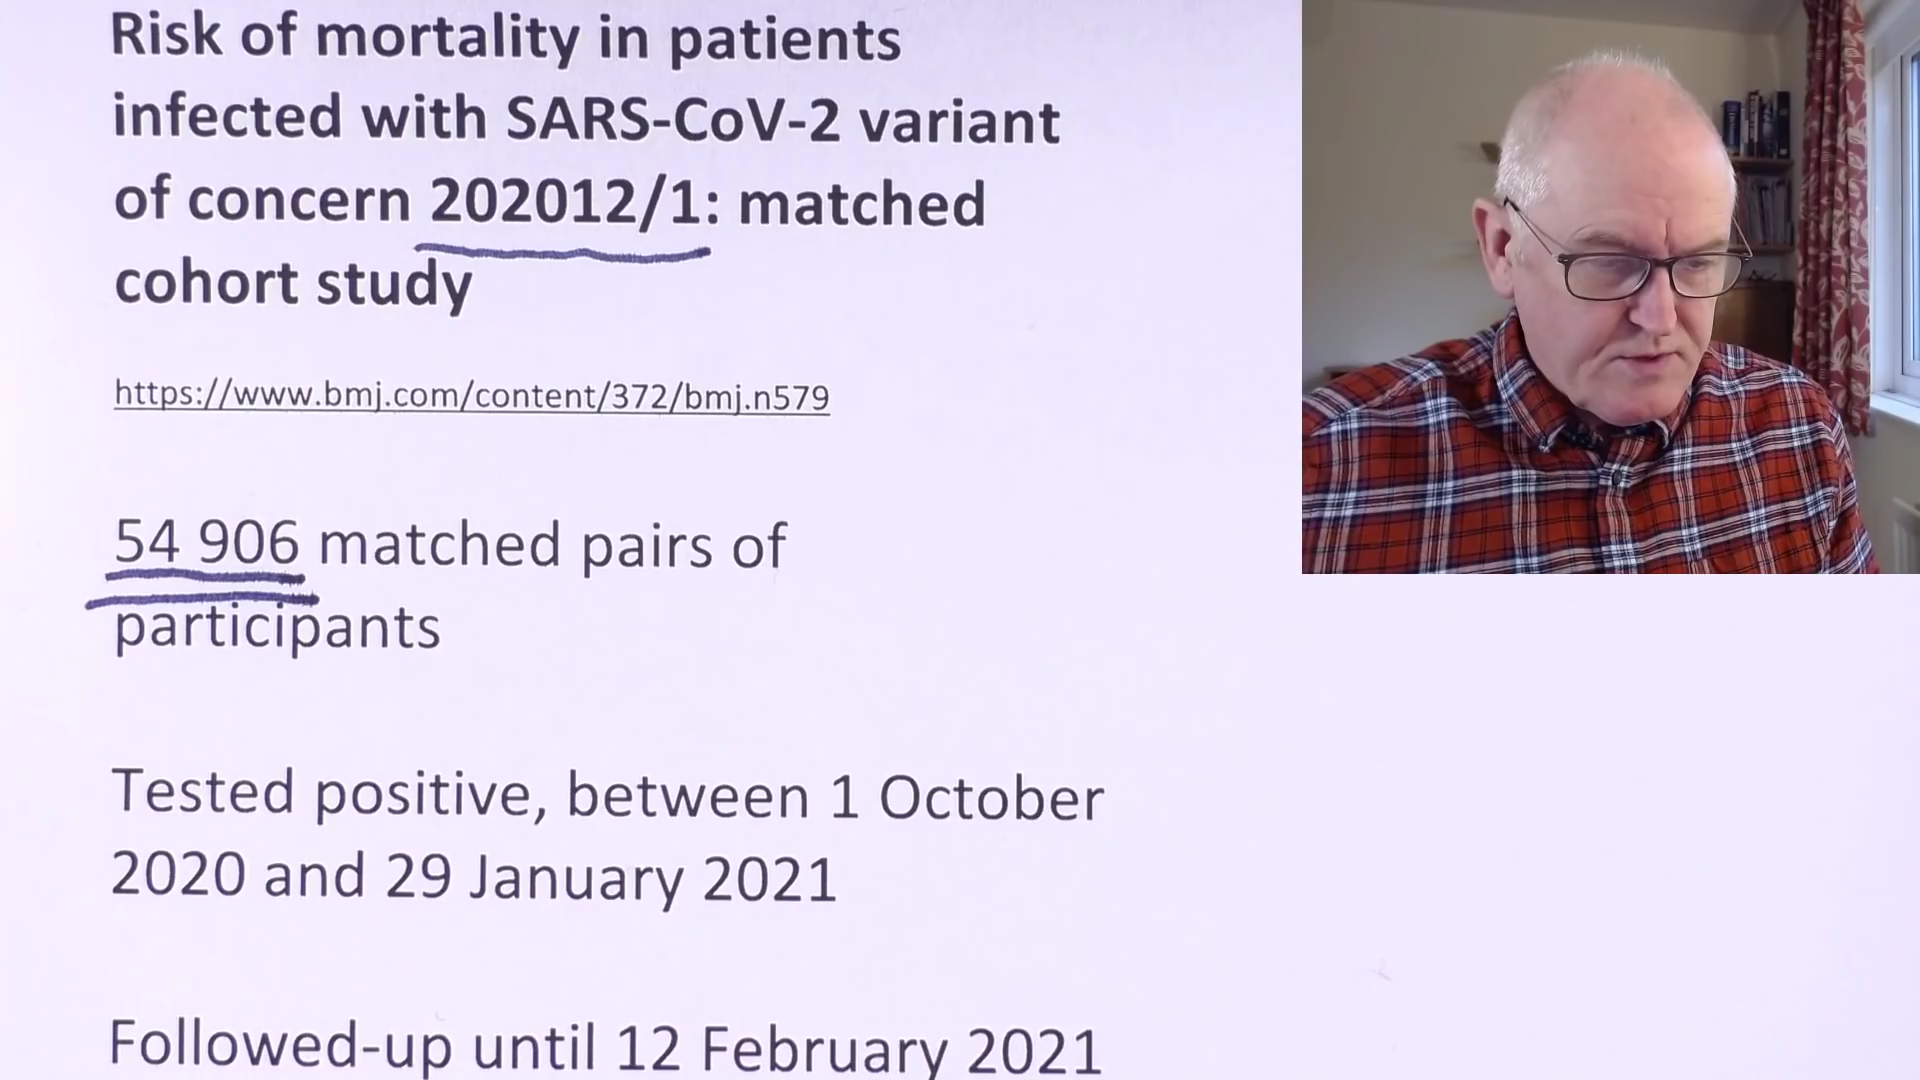 Risk of mortality in patients
infected with SARS-CoV-2 variant
of concern 202012/1: matched
cohort study
https://www.bmj.com/content/372/bmj.n579
54 906 matched pairs of
participants
Tested positive, between 1 October
2020 and 29 January 2021
Followed-up until 12 February 2021